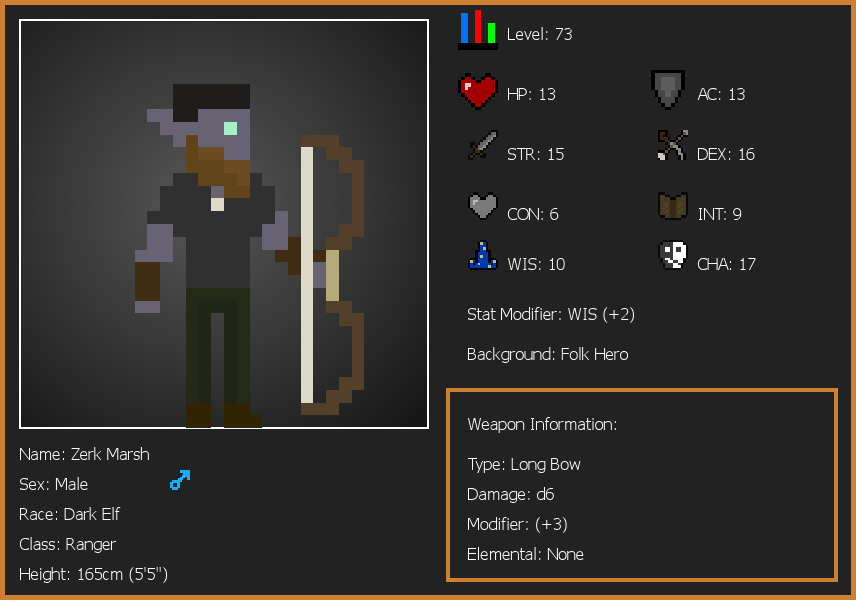 Level: 73
HP: 13
AC: 13
STR: 15
DEX: 16
CON: 6
INT: 9
WIS: 10
CHA: 17
Stat Modifier: WIS (+2)
Background: Folk Hero
Weapon Information:
Type: Long Bow
Damage: d6
Modifier: (+3)
Elemental: None
Name: Zerk Marsh
Sex: Male
Race: Dark Elf
Class: Ranger
Height: 165cm (5'5")